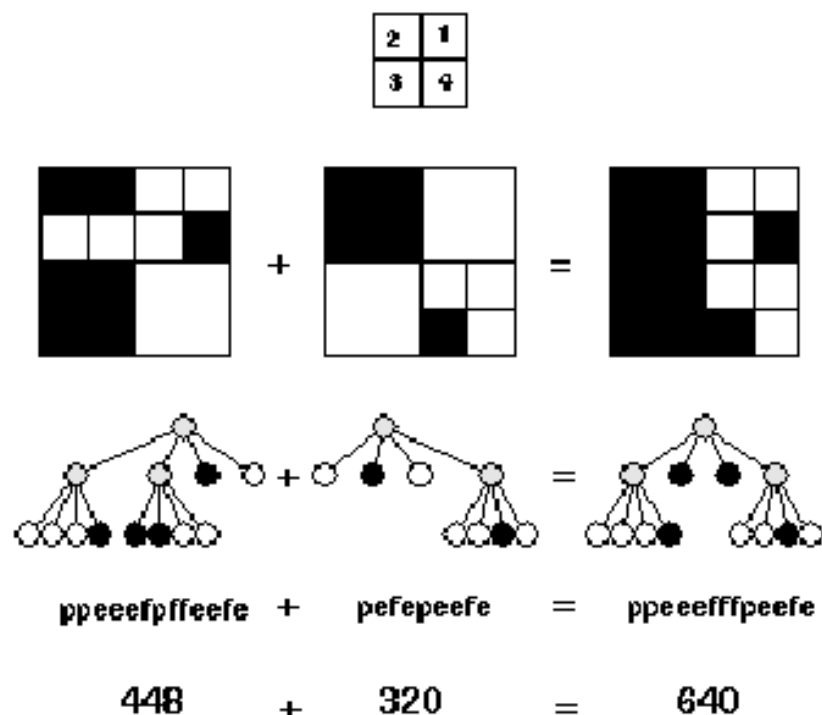 2 1
3 4
+ =
+ =
ppeeefpffeefe + pefepeefe = ppeeefffpeefe
448 + 320 = 640